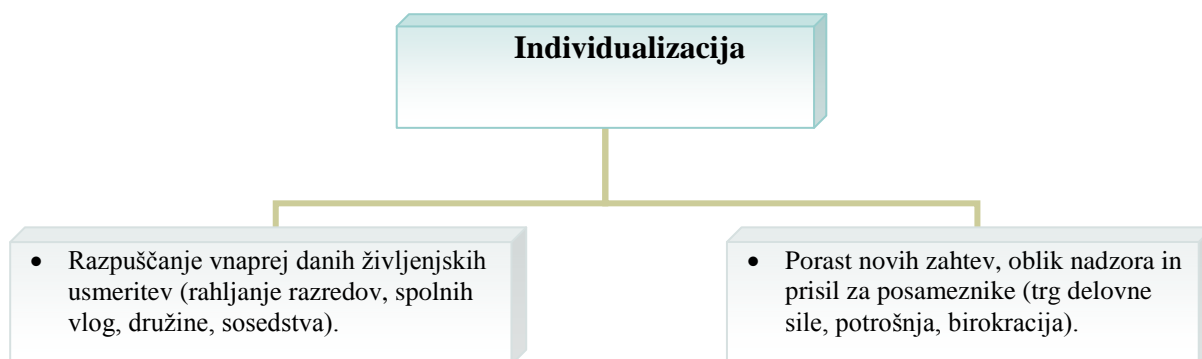 Individualizacija
• Razpuščanje vnaprej danih življenjskih
usmeritev (rahljanje razredov, spolnih
vlog, družine, sosedstva).
• Porast novih zahtev, oblik nadzora in
prisil za posameznike (trg delovne
sile, potrošnja, birokracija).